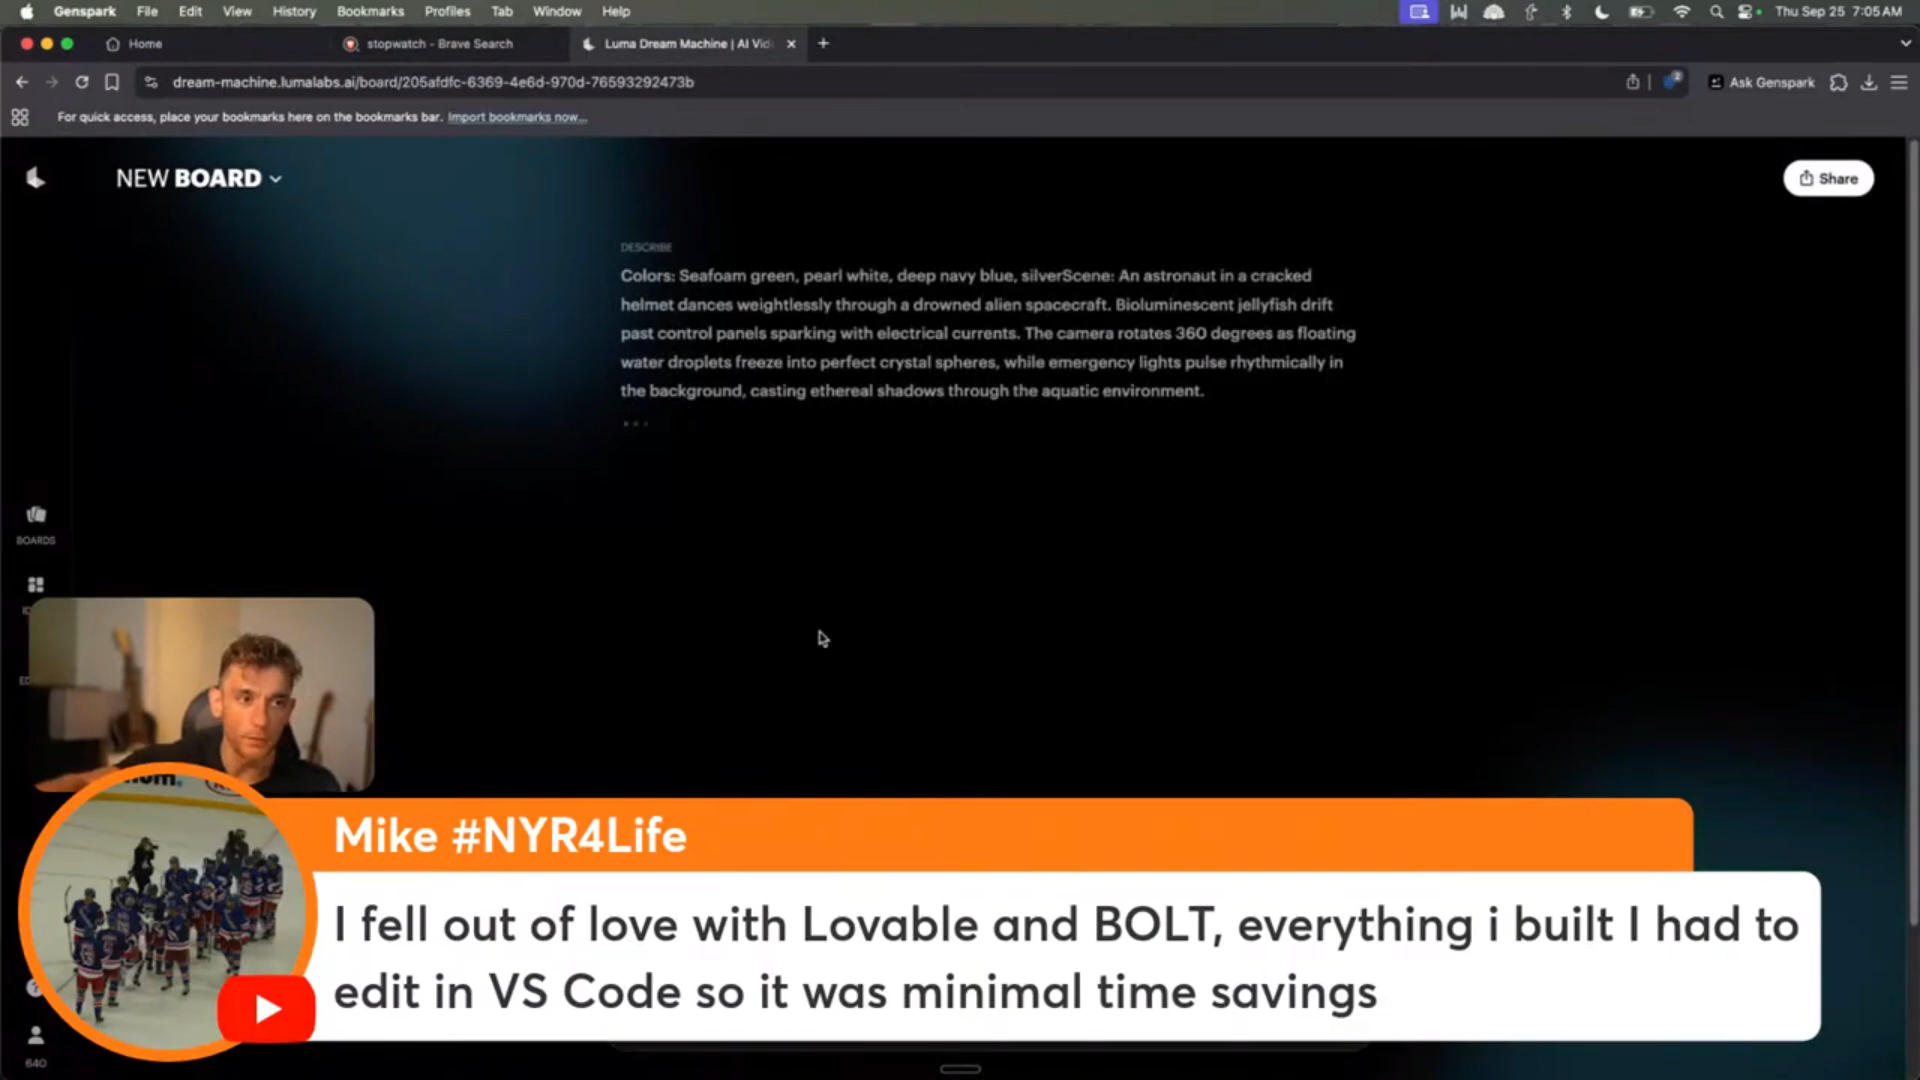 Genspark File Edit View History Bookmarks Profiles Tab Window Help Thu Sep 25 7:05 AM
Home stopwatch - Brave Search Luma Dream Machine | AI Vid
dream-machine.lumalabs.ai/board/205afdfc-6369-4e6d-970d-76593292473b Ask Genspark
For quick access, place your bookmarks here on the bookmarks bar. Import bookmarks now...
NEW BOARD Share
DESCRIBE
Colors: Seafoam green, pearl white, deep navy blue, silverScene: An astronaut in a cracked
helmet dances weightlessly through a drowned alien spacecraft. Bioluminescent jellyfish drift
past control panels sparking with electrical currents. The camera rotates 360 degrees as floating
water droplets freeze into perfect crystal spheres, while emergency lights pulse rhythmically in
the background, casting ethereal shadows through the aquatic environment.
BOARDS
Mike #NYR4Life
I fell out of love with Lovable and BOLT, everything i built I had to
edit in VS Code so it was minimal time savings
640